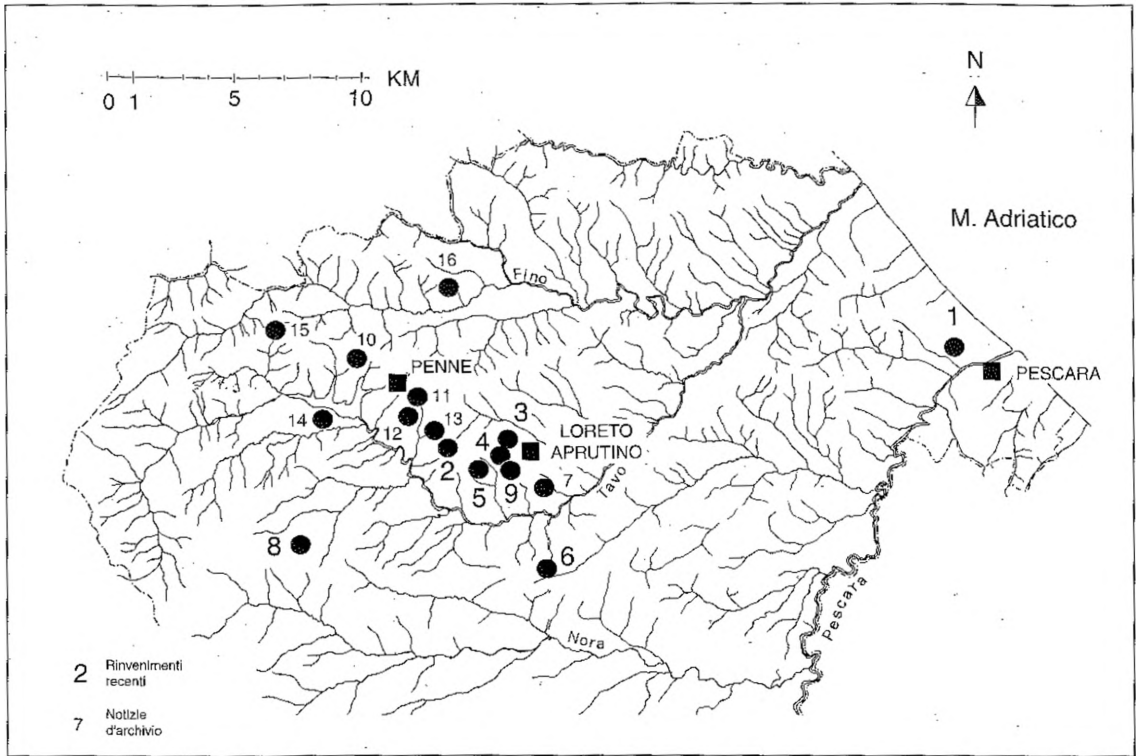 KM
0 1 5 10
N
M. Adriatico
16
Fino
15
10
1
PENNE
PESCARA
11
14
12
13
3
4
LORETO
APRUTINO
2
5
9
7
Tavo
8
6
Pescara
Nora
2 Rinvenimenti
recenti
7 Notizie
d'archivio